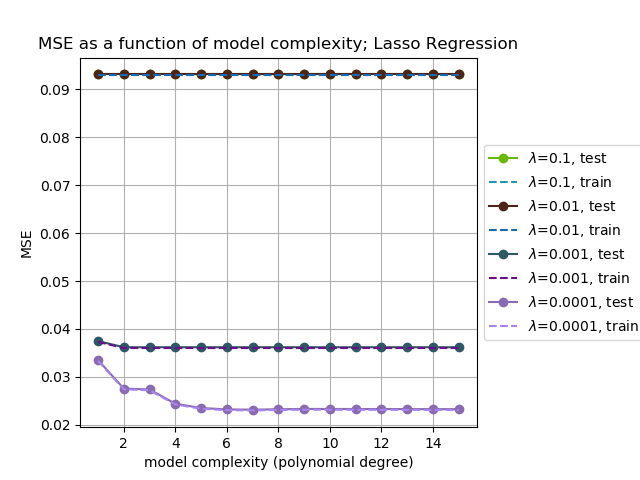 MSE as a function of model complexity; Lasso Regression
0.09
0.08
0.07
0.06
0.05
0.04
0.03
0.02
MSE
2 4 6 8 10 12 14
model complexity (polynomial degree)
λ=0.1, test
λ=0.1, train
λ=0.01, test
λ=0.01, train
λ=0.001, test
λ=0.001, train
λ=0.0001, test
λ=0.0001, train